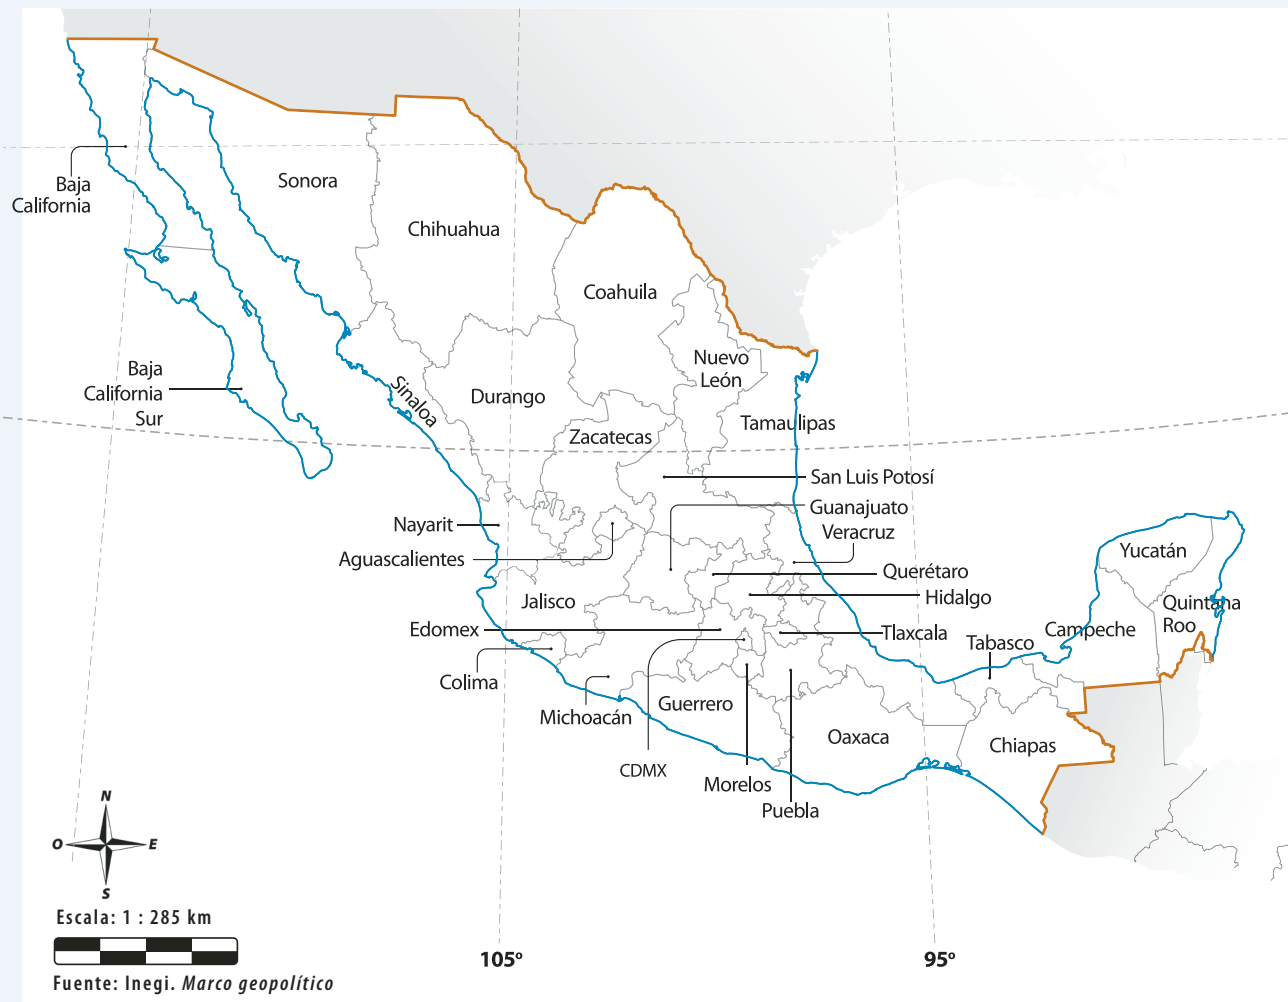 Baja
California
Sonora
Chihuahua
Coahuila
Nuevo
León
Baja
California
Sur
Sinaloa
Durango
Zacatecas
Tamaulipas
San Luis Potosí
Guanajuato
Veracruz
Nayarit
Aguascalientes
Yucatán
Querétaro
Hidalgo
Jalisco
Quintana
Roo
Edomex
Tlaxcala
Tabasco
Campeche
Colima
Michoacán
Guerrero
Oaxaca
Chiapas
CDMX
Morelos
Puebla
N
O
E
S
Escala: 1 : 285 km
105°
95°
Fuente: Inegi. Marco geopolítico